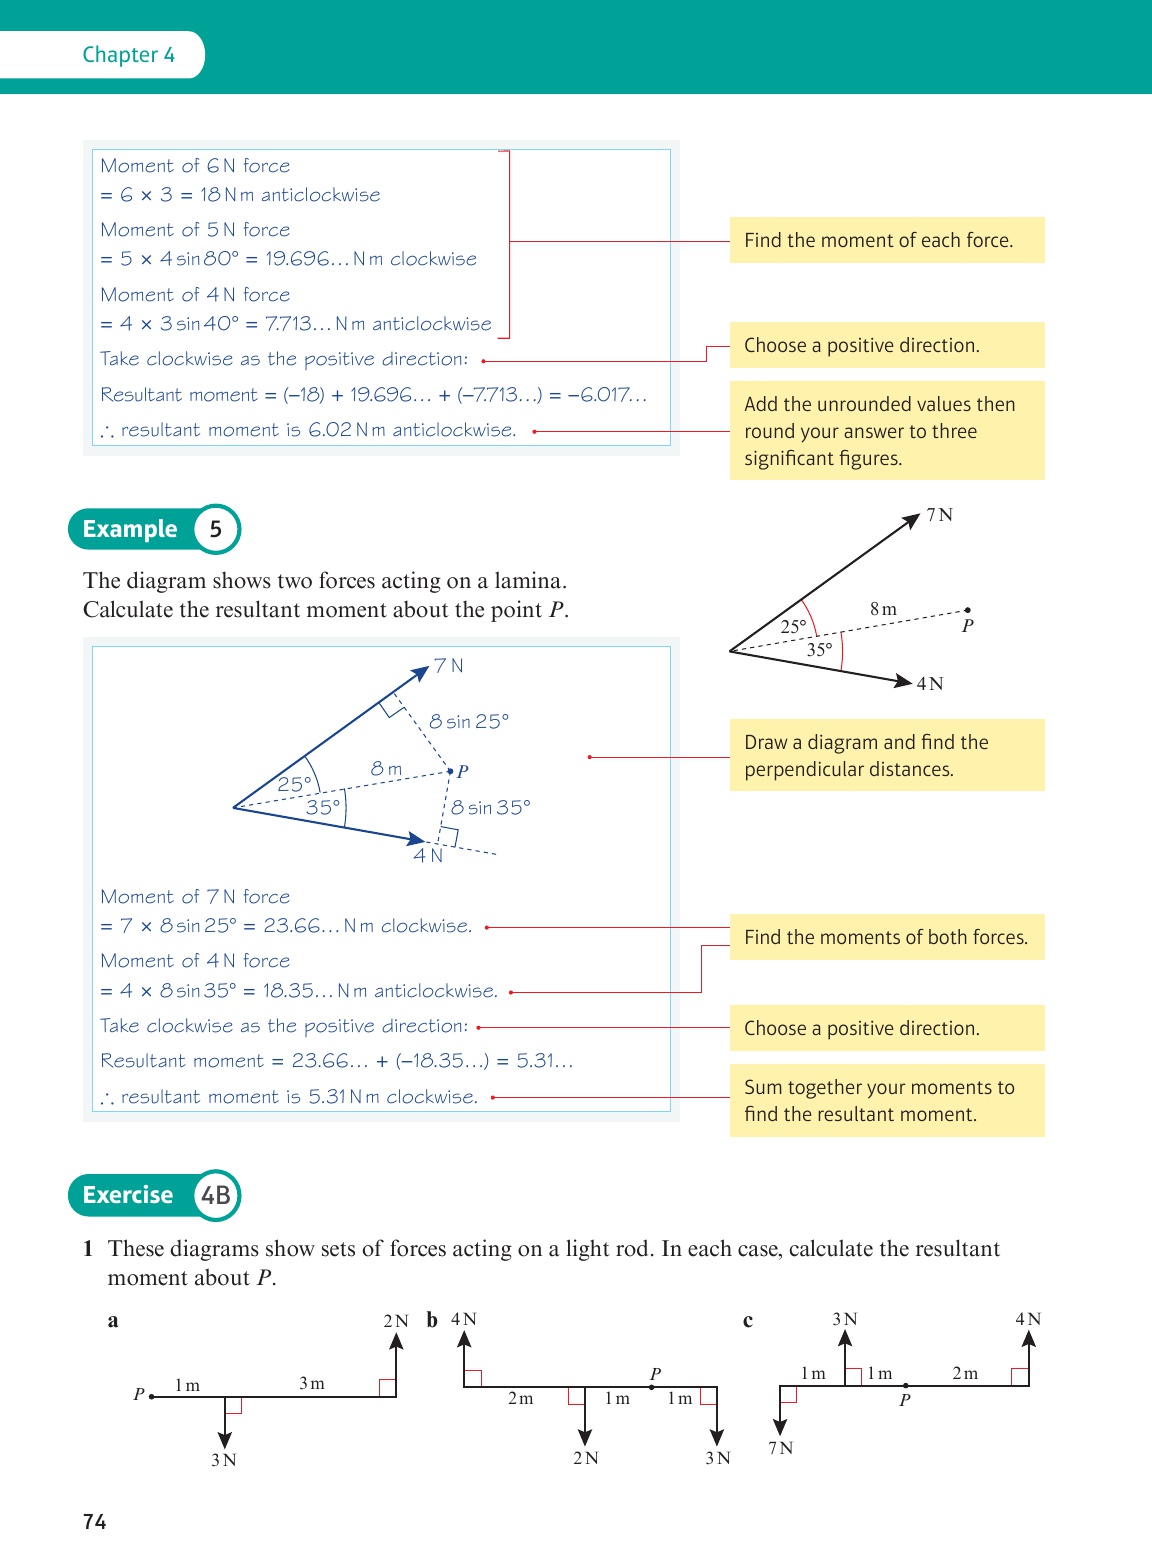 Chapter 4
Moment of 6 N force
= 6 × 3 = 18 N m anticlockwise
Moment of 5 N force
= 5 × 4 sin 80° = 19.696… N m clockwise
Moment of 4 N force
= 4 × 3 sin 40° = 7.713… N m anticlockwise
Take clockwise as the positive direction:
Resultant moment = (−18) + 19.696… + (−7.713…) = −6.017…
∴ resultant moment is 6.02 N m anticlockwise.
Find the moment of each force.
Choose a positive direction.
Add the unrounded values then
round your answer to three
significant figures.
Example 5
The diagram shows two forces acting on a lamina.
Calculate the resultant moment about the point P.
7 N
8 m
25°
P
35°
4 N
7 N
8 sin 25°
8 m
P
25°
35°
8 sin 35°
4 N
Draw a diagram and find the
perpendicular distances.
Moment of 7 N force
= 7 × 8 sin 25° = 23.66… N m clockwise.
Moment of 4 N force
= 4 × 8 sin 35° = 18.35… N m anticlockwise.
Take clockwise as the positive direction:
Resultant moment = 23.66… + (−18.35…) = 5.31…
∴ resultant moment is 5.31 N m clockwise.
Find the moments of both forces.
Choose a positive direction.
Sum together your moments to
find the resultant moment.
Exercise 4B
1 These diagrams show sets of forces acting on a light rod. In each case, calculate the resultant
moment about P.
a
2 N
P
1 m
3 m
3 N
b
4 N
P
2 m
1 m
1 m
2 N
3 N
c
3 N
4 N
1 m
1 m
2 m
P
7 N
74